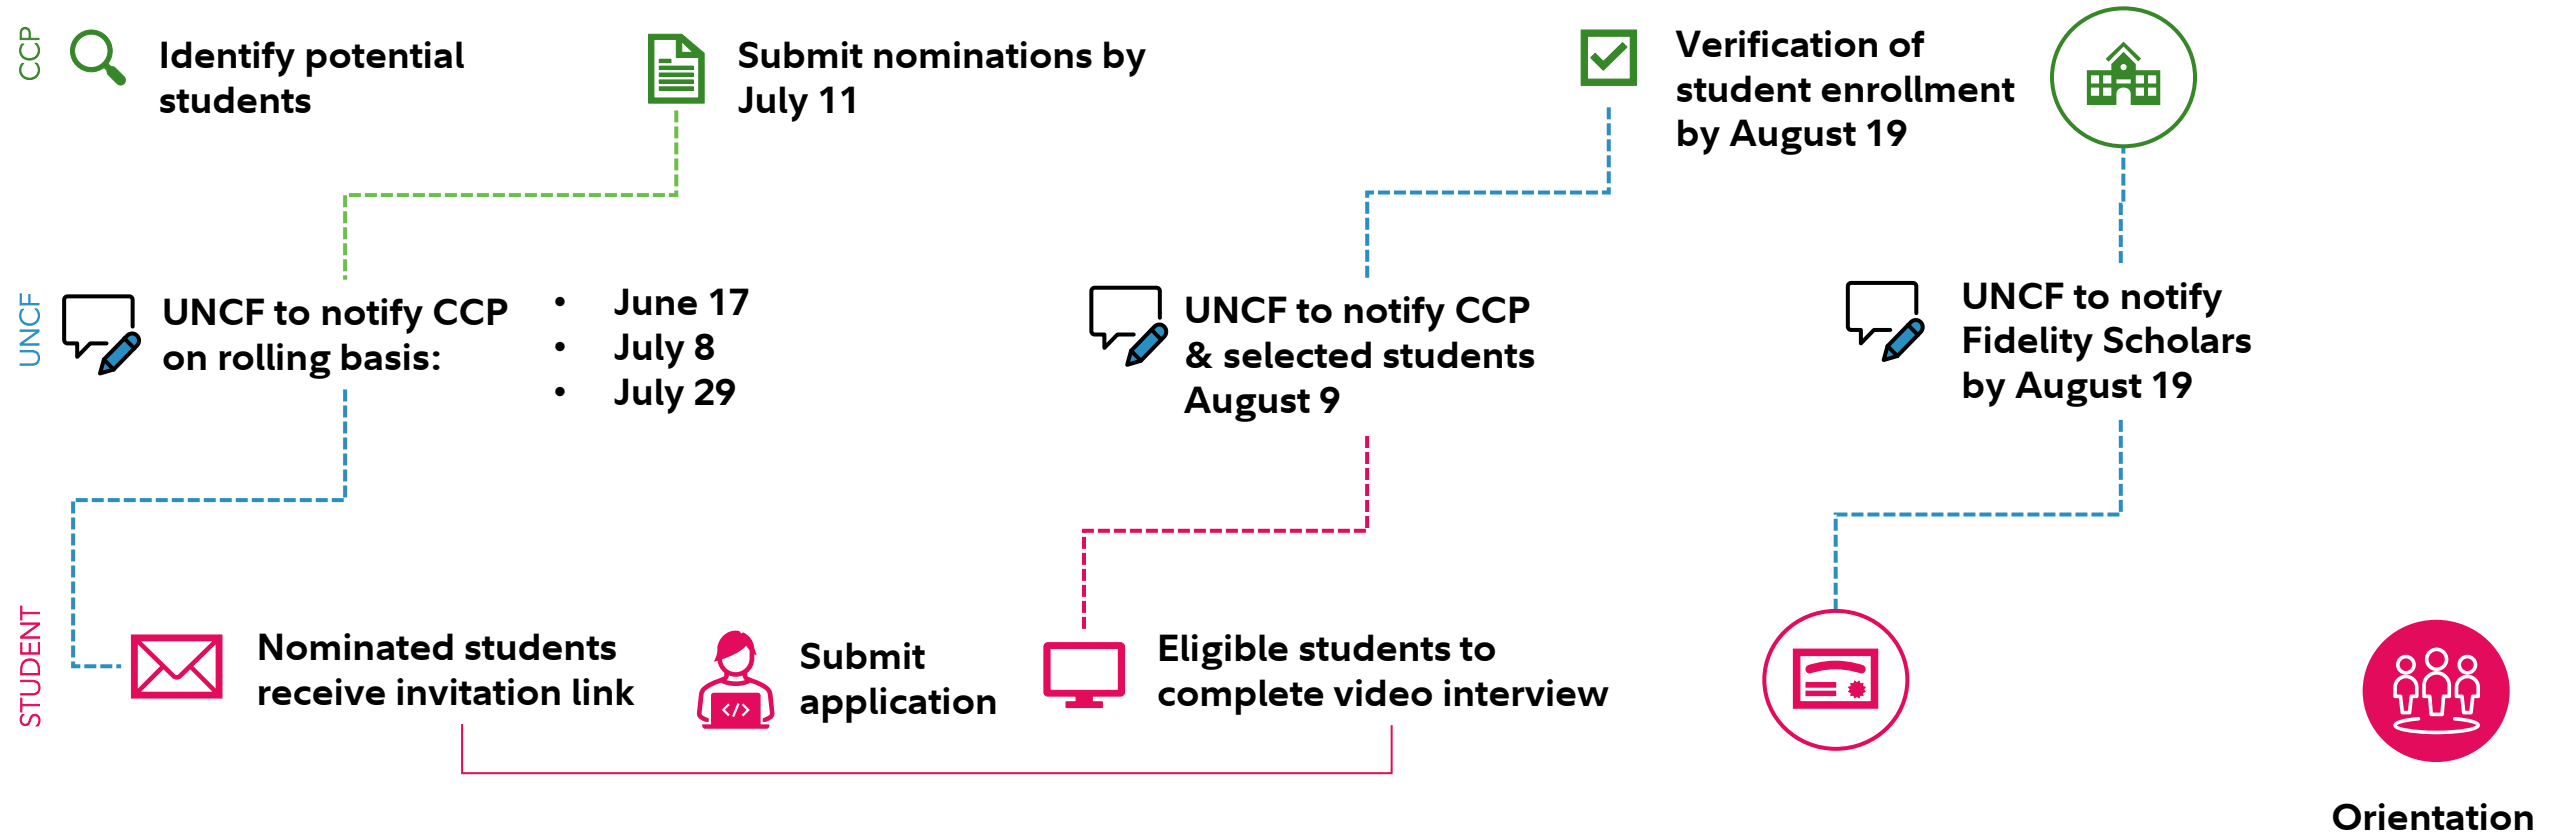 CCP
Identify potential
students
Submit nominations by
July 11
Verification of
student enrollment
by August 19
UNCF
UNCF to notify CCP
on rolling basis:
• June 17
• July 8
• July 29
UNCF to notify CCP
& selected students
August 9
UNCF to notify
Fidelity Scholars
by August 19
STUDENT
Nominated students
receive invitation link
</>
Submit
application
Eligible students to
complete video interview
Orientation